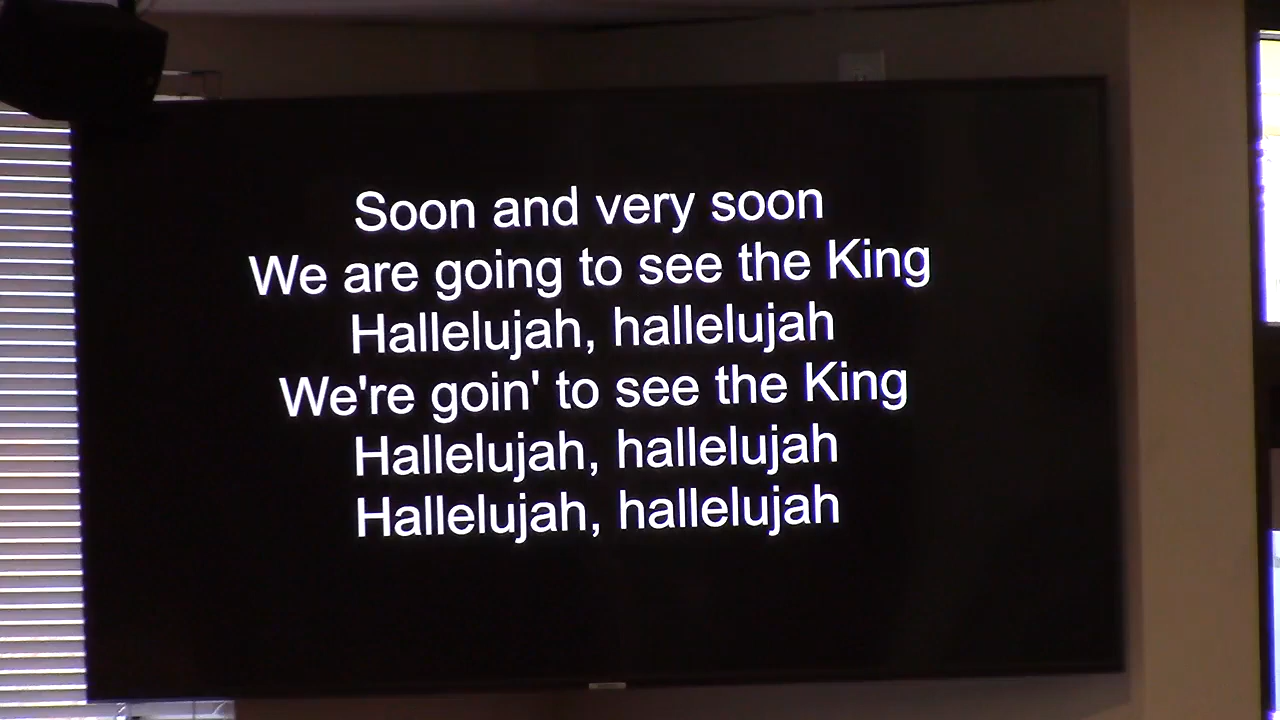 Soon and very soon
We are going to see the King
Hallelujah, hallelujah
We're goin' to see the King
Hallelujah, hallelujah
Hallelujah, hallelujah